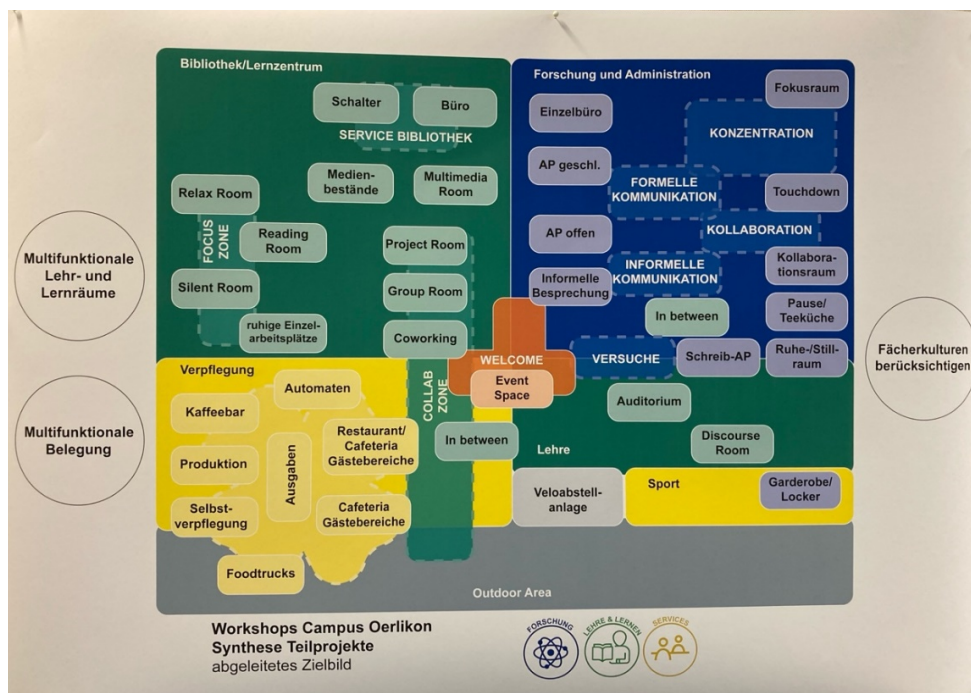 Bibliothek/Lernzentrum
Schalter
Büro
SERVICE BIBLIOTHEK
Medien-
bestände
Multimedia
Room
Relax Room
FOCUS
ZONE
Reading
Room
Silent Room
ruhige Einzel-
arbeitsplätze
Project Room
Group Room
Coworking
Forschung und Administration
Fokusraum
Einzelbüro
KONZENTRATION
AP geschl.
FORMELLE
KOMMUNIKATION
Touchdown
AP offen
KOLLABORATION
INFORMELLE
KOMMUNIKATION
Kollabora-
tionsraum
Informelle
Besprechung
In between
Pause/
Teeküche
VERSUCHE
Schreib-AP
Ruhe-/Still-
raum
WELCOME
Event
Space
Multifunktionale
Lehr- und
Lernräume
Multifunktionale
Belegung
Fächerkulturen
berücksichtigen
Verpflegung
Automaten
Kaffeebar
Restaurant/
Cafeteria
Gästebereiche
Produktion
Ausgaben
Selbst-
verpflegung
Cafeteria
Gästebereiche
Foodtrucks
COLLAB
ZONE
In between
Auditorium
Discourse
Room
Lehre
Veloabstell-
anlage
Sport
Garderobe/
Locker
Outdoor Area
Workshops Campus Oerlikon
Synthese Teilprojekte
abgeleitetes Zielbild
FORSCHUNG
LEHRE & LERNEN
SERVICES